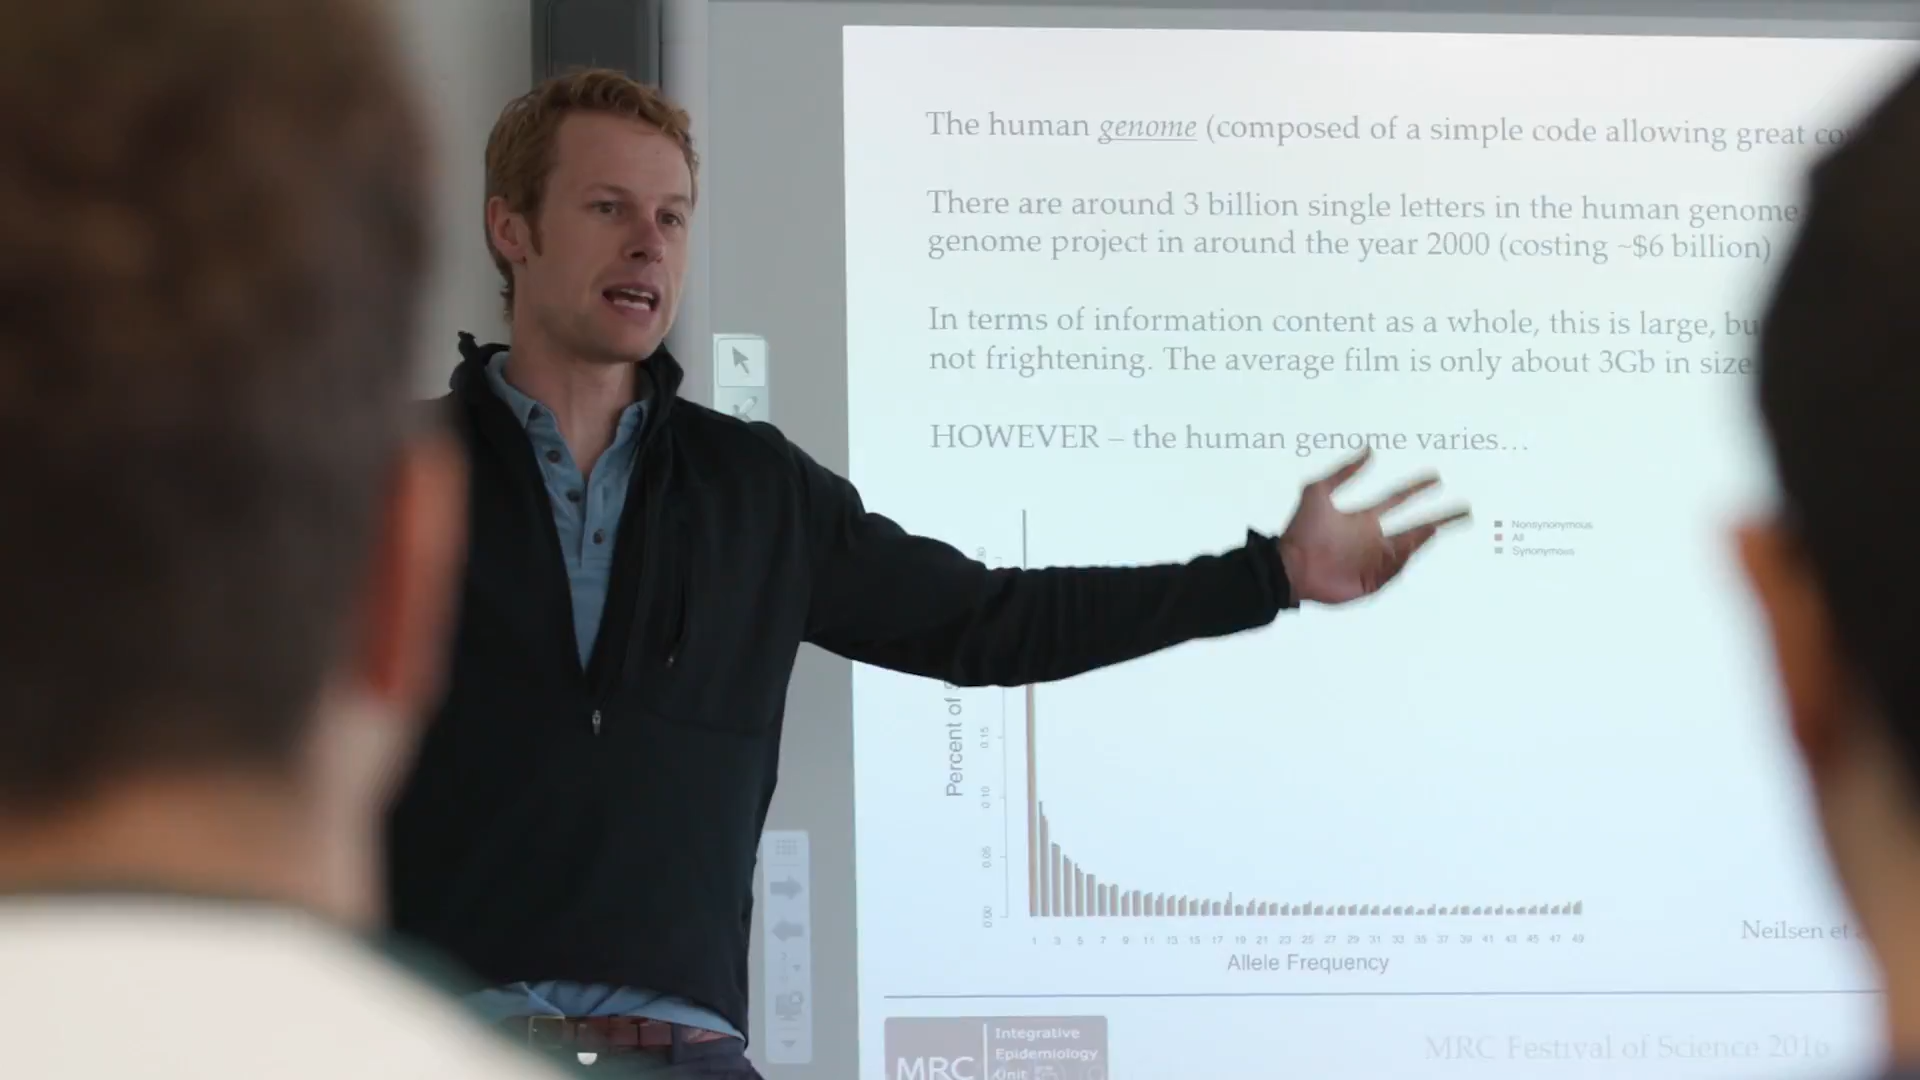 The human genome (composed of a simple code allowing great
There are around 3 billion single letters in the human genome
genome project in around the year 2000 (costing ~$6 billion)
In terms of information content as a whole, this is large,
not frightening. The average film is only about 3Gb in size
HOWEVER – the human genome varies…
Nonsynonymous
All
Synonymous
Percent of
0.15
0.10
0.05
0.00
1 3 5 7 9 11 13 15 17 19 21 23 25 27 29 31 33 35 37 39 41 43 45 47 49
Allele Frequency
Neilsen et
MRC
Integrative
Epidemiology
Unit
MRC Festival of Science 2016